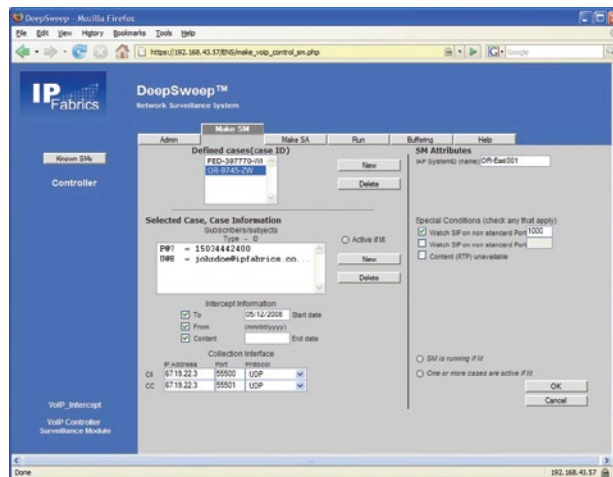 DeepSweep - Mozilla Firefox
File Edit View History Bookmarks Tools Help
https://192.168.43.57/ENS/make_voip_control_sm.php
Google
IP Fabrics
DeepSweep™
Network Surveillance System
Admin Make SM Make SA Run Buffering Help
Known SMs
Controller
Defined cases(case ID)
FED-397770-WI
OR-9745-ZW
New
Delete
SM Attributes
IAP SystemID (name) OR-East001
Selected Case, Case Information
Subscribers/subjects
Type - ID
= 15034442400
= johndoe@ipfabrics.co...
Active if lit
New
Delete
Special Conditions (check any that apply)
Watch SIP on non standard Port 1000
Watch SIP on non standard Port
Content (RTP) unavailable
Intercept Information
To 05/12/2008 Start date
From (mm/dd/yyyy)
Content End date
Collection Interface
IP Address Port Protocol
CII 67.19.22.3 55500 UDP
CC 67.19.22.3 55501 UDP
SM is running if lit
One or more cases are active if lit
OK
Cancel
VoIP_Intercept
VoIP Controller
Surveillance Module
Done 192.168.43.57